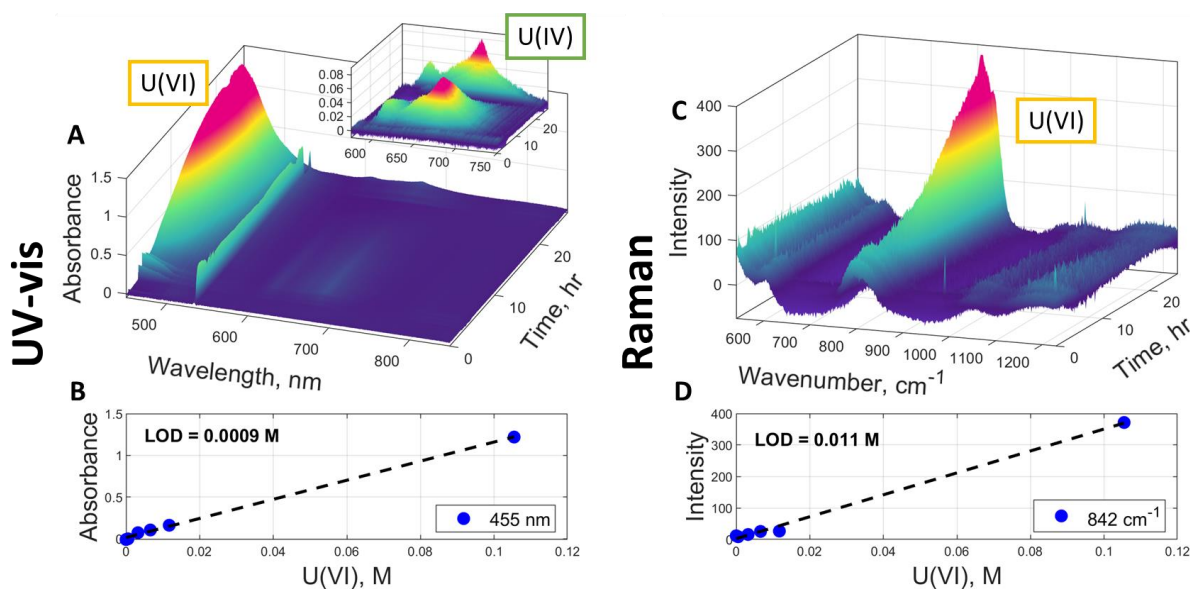 UV-vis
A
U(VI)
U(IV)
0.08
0.06
0.04
0.02
0
600
650
700
750
0
10
20
Absorbance
1.5
1
0.5
0
500
600
700
800
Wavelength, nm
0
10
20
Time, hr
B
Absorbance
1.5
1
0.5
0
LOD = 0.0009 M
455 nm
0
0.02
0.04
0.06
0.08
0.1
0.12
U(VI), M
Raman
C
U(VI)
Intensity
400
300
200
100
0
600
700
800
900
1000
1100
1200
Wavenumber, cm⁻¹
0
10
20
Time, hr
D
Intensity
400
300
200
100
0
LOD = 0.011 M
842 cm⁻¹
0
0.02
0.04
0.06
0.08
0.1
0.12
U(VI), M